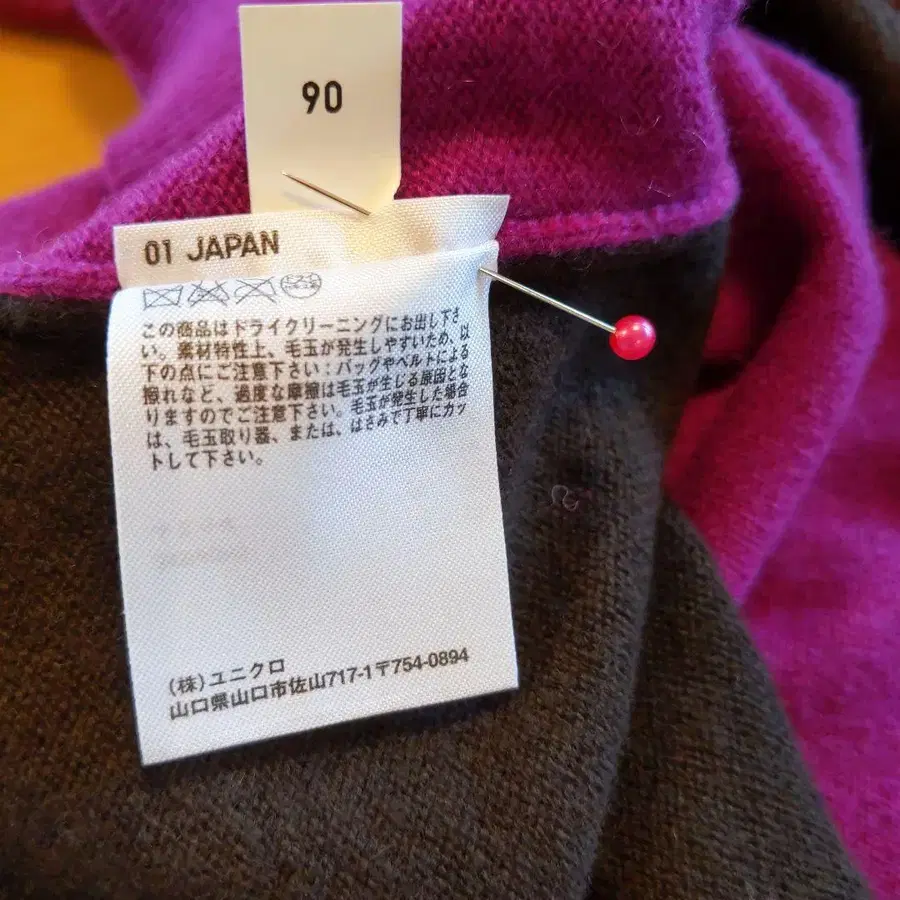 90
01 JAPAN
この商品はドライクリーニングにお出し下さ
い。素材特性上、毛玉が発生しやすいため、以
下の点にご注意下さい：バッグやベルトによる
擦れなど、過度な摩擦は毛玉が生じる原因とな
りますのでご注意下さい。毛玉が発生した場合
は、毛玉取り器、または、はさみで丁寧にカッ
トして下さい。
(株)ユニクロ
山口県山口市佐山717-1〒754-0894